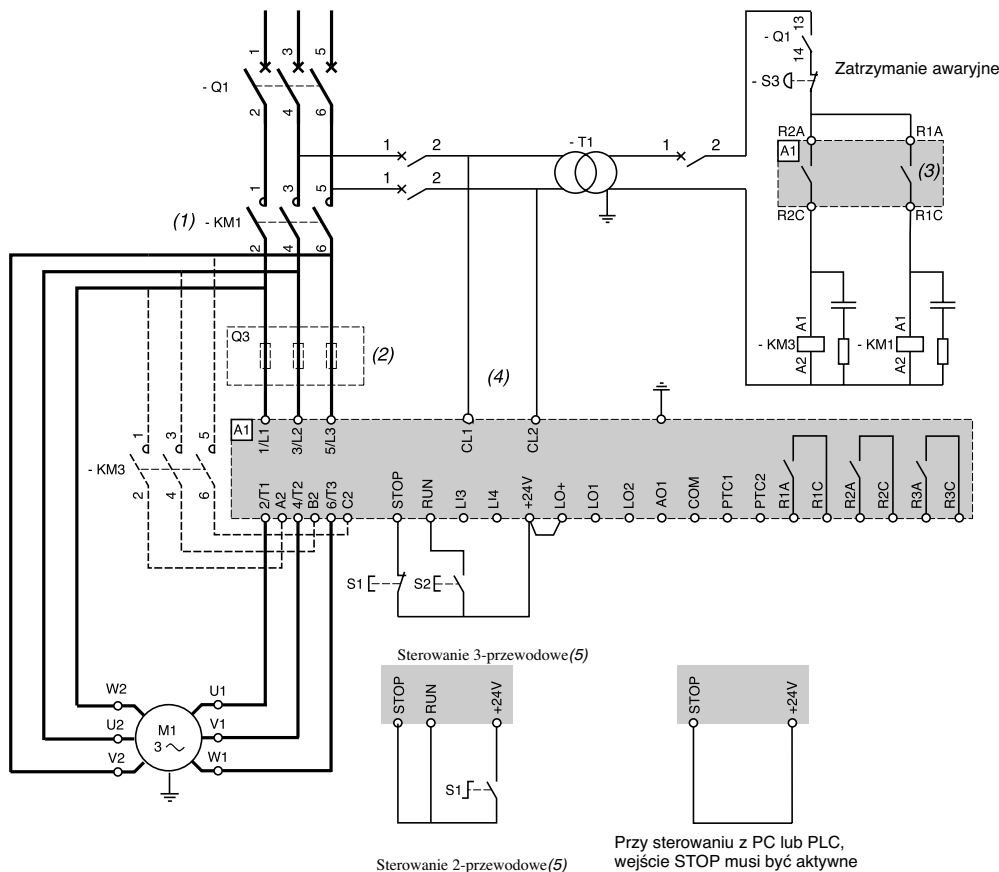 1 3 5
- Q1
2 4 6
13
- Q1
14
- S3
Zatrzymanie awaryjne
1 2
- T1
1 2
1 2
R2A R1A
A1
(3)
R2C R1C
1 3 5
(1) - KM1
2 4 6
A1 A1
- KM3 - KM1
A2 A2
Q3
(2)
(4)
A1
1/L1 3/L2 5/L3 CL1 CL2
1 3 5
- KM3
2 4 6
2/T1 A2 4/T2 B2 6/T3 C2 STOP RUN LI3 LI4 +24V LO+ LO1 LO2 AO1 COM PTC1 PTC2 R1A R1C R2A R2C R3A R3C
S1 S2
Sterowanie 3-przewodowe(5)
STOP RUN +24V
STOP +24V
W2 U1
U2 V1
V2 W1
M1
3
S1
Sterowanie 2-przewodowe(5)
Przy sterowaniu z PC lub PLC,
wejście STOP musi być aktywne